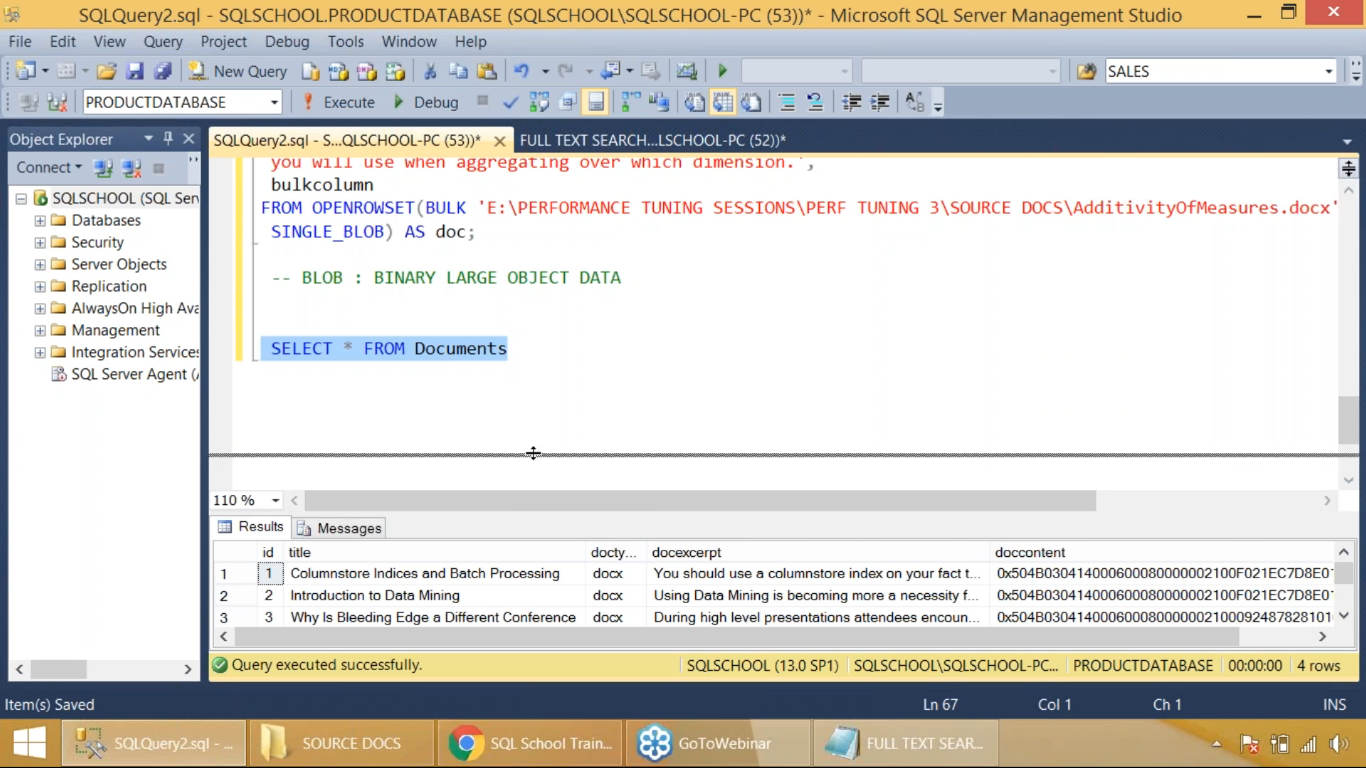 SQLQuery2.sql - SQLSCHOOL.PRODUCTDATABASE (SQLSCHOOL\SQLSCHOOL-PC (53))* - Microsoft SQL Server Management Studio
File Edit View Query Project Debug Tools Window Help
New Query SALES
PRODUCTDATABASE Execute Debug
Object Explorer
SQLQuery2.sql - S...QLSCHOOL-PC (53))* FULL TEXT SEARCH...LSCHOOL-PC (52))*
Connect
SQLSCHOOL (SQL Ser
Databases
Security
Server Objects
Replication
AlwaysOn High Ava
Management
Integration Services
SQL Server Agent (A
you will use when aggregating over which dimension.',
bulkcolumn
FROM OPENROWSET(BULK 'E:\PERFORMANCE TUNING SESSIONS\PERF TUNING 3\SOURCE DOCS\AdditivityOfMeasures.docx'
SINGLE_BLOB) AS doc;
-- BLOB : BINARY LARGE OBJECT DATA
SELECT * FROM Documents
110 %
Results Messages
id title docty... docexcerpt doccontent
1 1 Columnstore Indices and Batch Processing docx You should use a columnstore index on your fact t... 0x504B030414000600080000002100F021EC7D8E01
2 2 Introduction to Data Mining docx Using Data Mining is becoming more a necessity f... 0x504B030414000600080000002100F021EC7D8E01
3 3 Why Is Bleeding Edge a Different Conference docx During high level presentations attendees encoun... 0x504B030414000600080000002100092487828101
Query executed successfully. SQLSCHOOL (13.0 SP1) SQLSCHOOL\SQLSCHOOL-PC... PRODUCTDATABASE 00:00:00 4 rows
Item(s) Saved Ln 67 Col 1 Ch 1 INS
SQLQuery2.sql - ... SOURCE DOCS SQL School Train... GoToWebinar FULL TEXT SEAR...